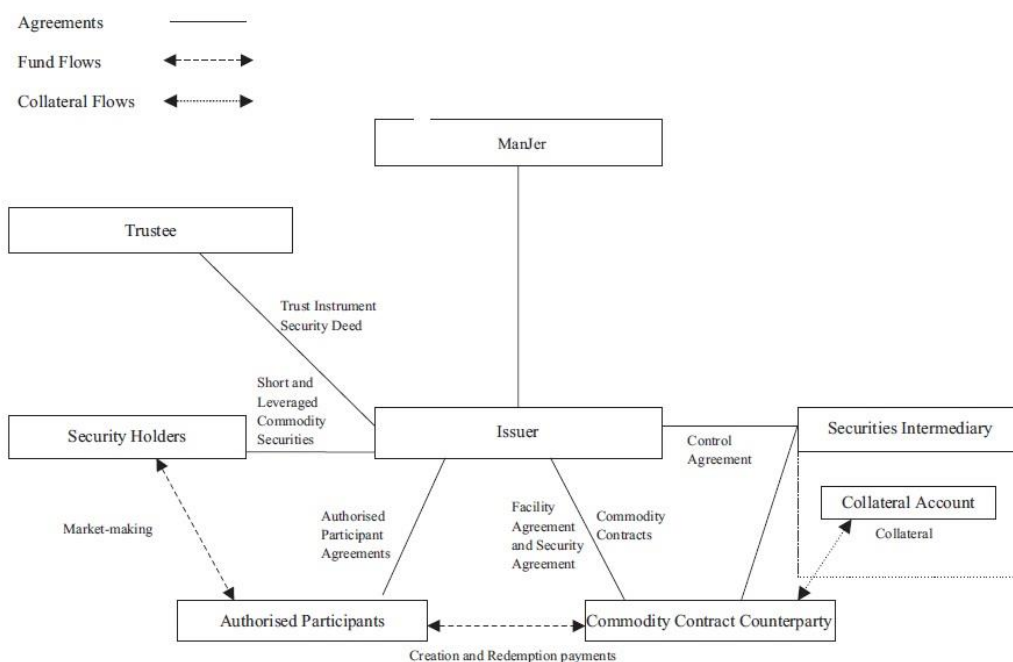 Agreements
Fund Flows
Collateral Flows
ManJer
Trustee
Trust Instrument
Security Deed
Short and
Leveraged
Commodity
Securities
Security Holders
Issuer
Securities Intermediary
Control
Agreement
Collateral Account
Collateral
Market-making
Authorised
Participant
Agreements
Facility
Agreement
and Security
Agreement
Commodity
Contracts
Authorised Participants
Commodity Contract Counterparty
Creation and Redemption payments